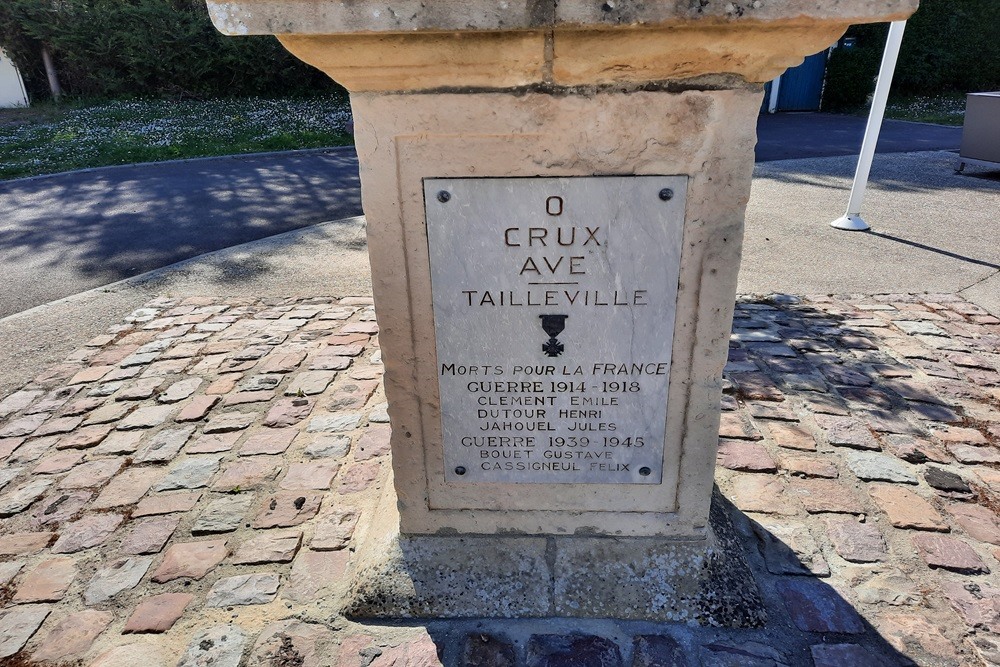 O
CRUX
AVE
TAILLEVILLE
MORTS POUR LA FRANCE
GUERRE 1914-1918
CLEMENT EMILE
DUTOUR HENRI
JAHOUEL JULES
GUERRE 1939-1945
BOUET GUSTAVE
CASSIGNEUL FELIX